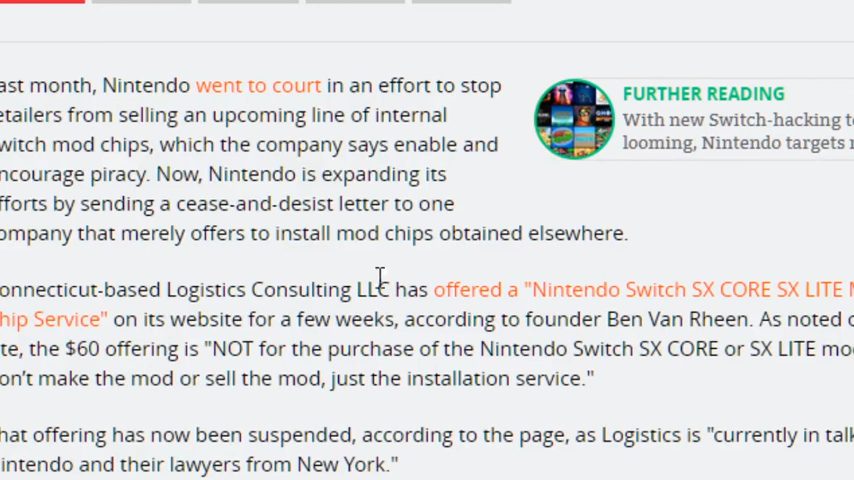 ast month, Nintendo went to court in an effort to stop
etailers from selling an upcoming line of internal
witch mod chips, which the company says enable and
ncourage piracy. Now, Nintendo is expanding its
fforts by sending a cease-and-desist letter to one
ompany that merely offers to install mod chips obtained elsewhere.
FURTHER READING
With new Switch-hacking to
looming, Nintendo targets r
onnecticut-based Logistics Consulting LLC has offered a "Nintendo Switch SX CORE SX LITE M
hip Service" on its website for a few weeks, according to founder Ben Van Rheen. As noted o
te, the $60 offering is "NOT for the purchase of the Nintendo Switch SX CORE or SX LITE mo
on't make the mod or sell the mod, just the installation service."
hat offering has now been suspended, according to the page, as Logistics is "currently in talk
intendo and their lawyers from New York."